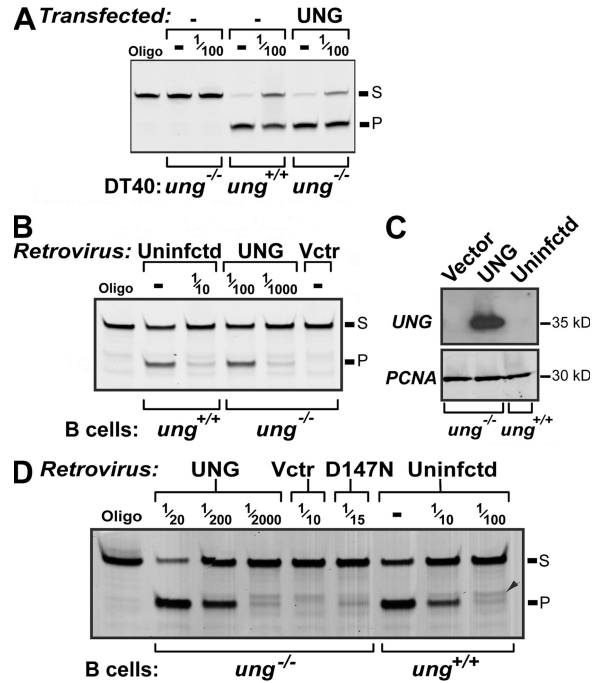 A Transfected: - - UNG
Oligo - 1/100 - 1/100 - 1/100
S
P
DT40: ung-/- ung+/+ ung-/-
B
Retrovirus: Uninfctd UNG Vctr
Oligo - 1/10 1/100 1/1000 -
S
P
B cells: ung+/+ ung-/-
C
Vector UNG Uninfctd
UNG 35 kD
PCNA 30 kD
ung-/- ung+/+
D Retrovirus: UNG Vctr D147N Uninfctd
Oligo 1/20 1/200 1/2000 1/10 1/15 - 1/10 1/100
S
P
B cells: ung-/- ung+/+